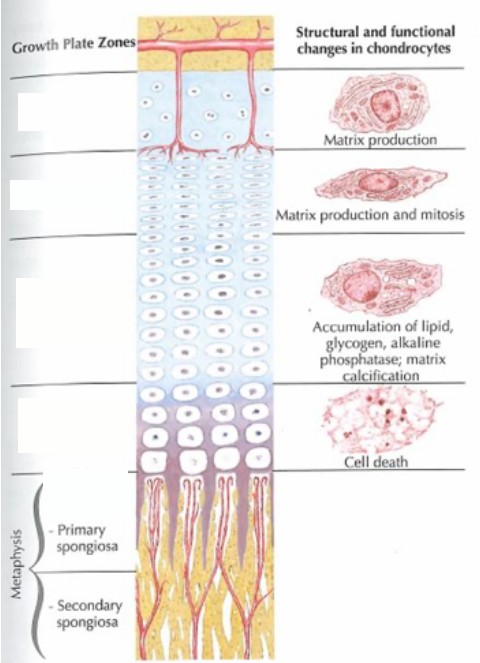 Growth Plate Zones
Structural and functional
changes in chondrocytes
Matrix production
Matrix production and mitosis
Accumulation of lipid,
glycogen, alkaline
phosphatase; matrix
calcification
Cell death
Metaphysis
- Primary
spongiosa
- Secondary
spongiosa